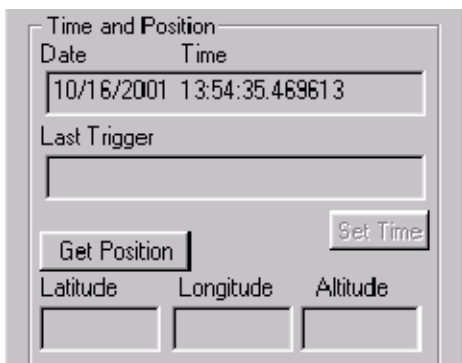 Time and Position
Date Time
10/16/2001 13:54:35.469613
Last Trigger
Set Time
Get Position
Latitude Longitude Altitude